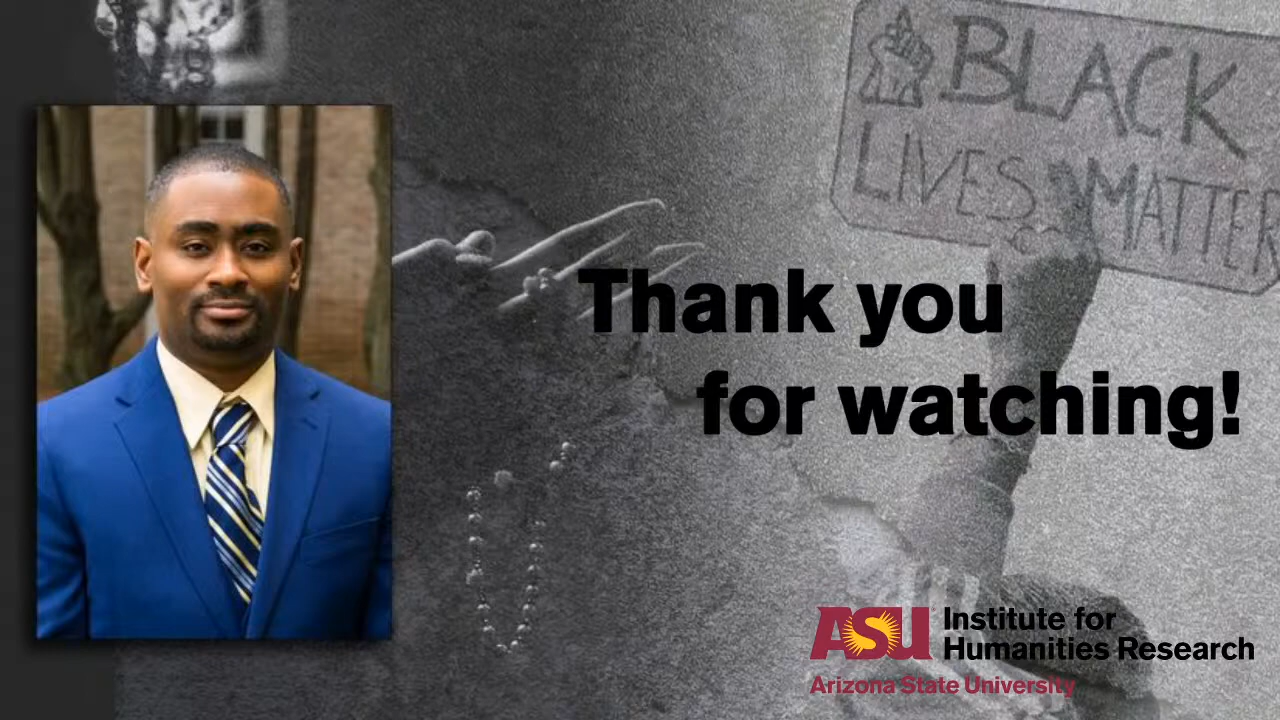 BLACK
LIVES MATTER
Thank you
for watching!
ASU Institute for
Humanities Research
Arizona State University